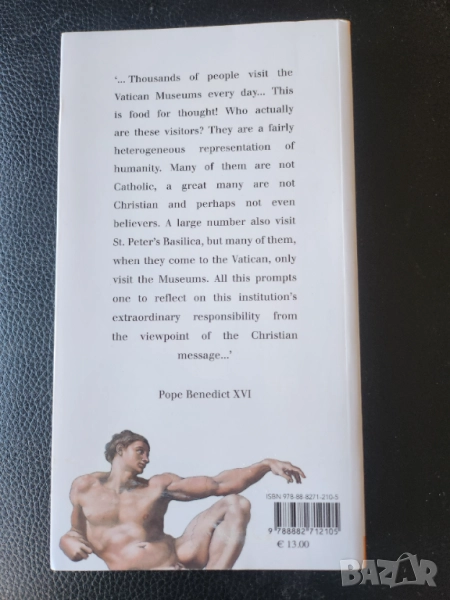 ‘... Thousands of people visit the
Vatican Museums every day... This
is food for thought! Who actually
are these visitors? They are a fairly
heterogeneous representation of
humanity. Many of them are not
Catholic, a great many are not
Christian and perhaps not even
believers. A large number also visit
St. Peter's Basilica, but many of them,
when they come to the Vatican, only
visit the Museums. All this prompts
one to reflect on this institution's
extraordinary responsibility from
the viewpoint of the Christian
message...’
Pope Benedict XVI
ISBN 978-88-8271-210-5
9 788882 712105
€ 13.00
BAZAR